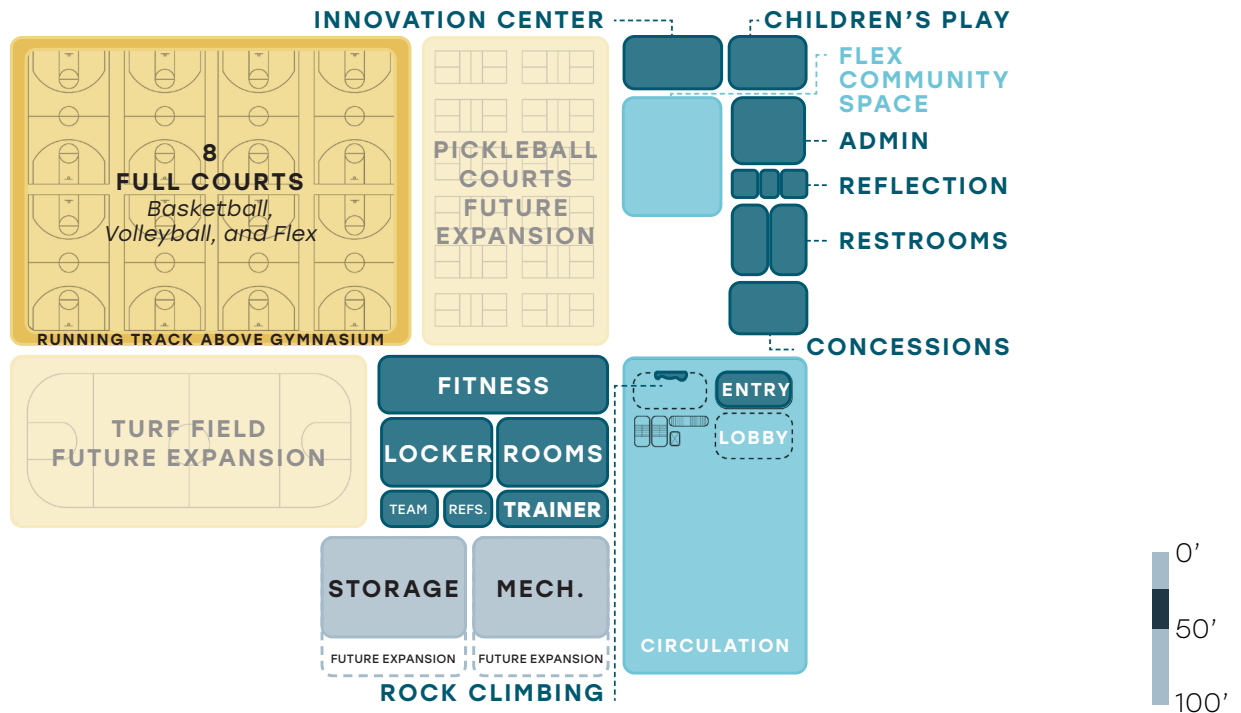 INNOVATION CENTER
CHILDREN’S PLAY
FLEX
COMMUNITY
SPACE
ADMIN
REFLECTION
RESTROOMS
CONCESSIONS
8
FULL COURTS
Basketball,
Volleyball, and Flex
RUNNING TRACK ABOVE GYMNASIUM
PICKLEBALL
COURTS
FUTURE
EXPANSION
TURF FIELD
FUTURE EXPANSION
FITNESS
LOCKER ROOMS
TEAM
REFS.
TRAINER
STORAGE
MECH.
FUTURE EXPANSION
FUTURE EXPANSION
ROCK CLIMBING
ENTRY
LOBBY
CIRCULATION
0’
50’
100’